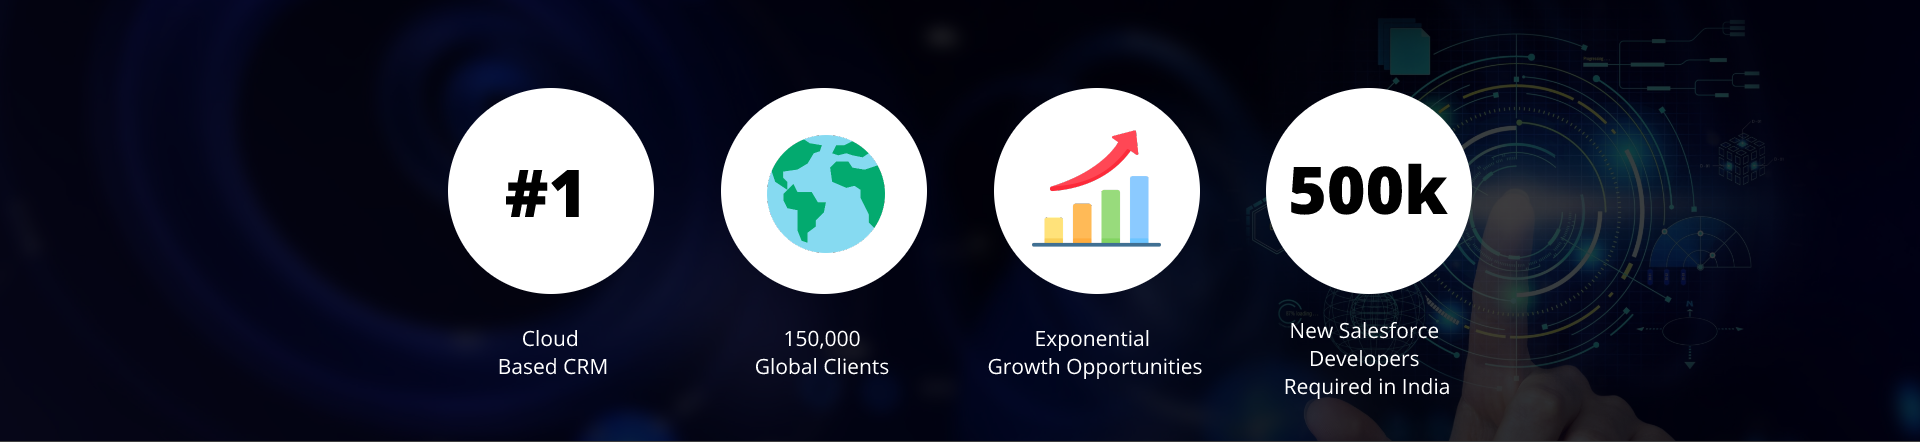 #1
Cloud
Based CRM
150,000
Global Clients
Exponential
Growth Opportunities
500k
New Salesforce
Developers
Required in India